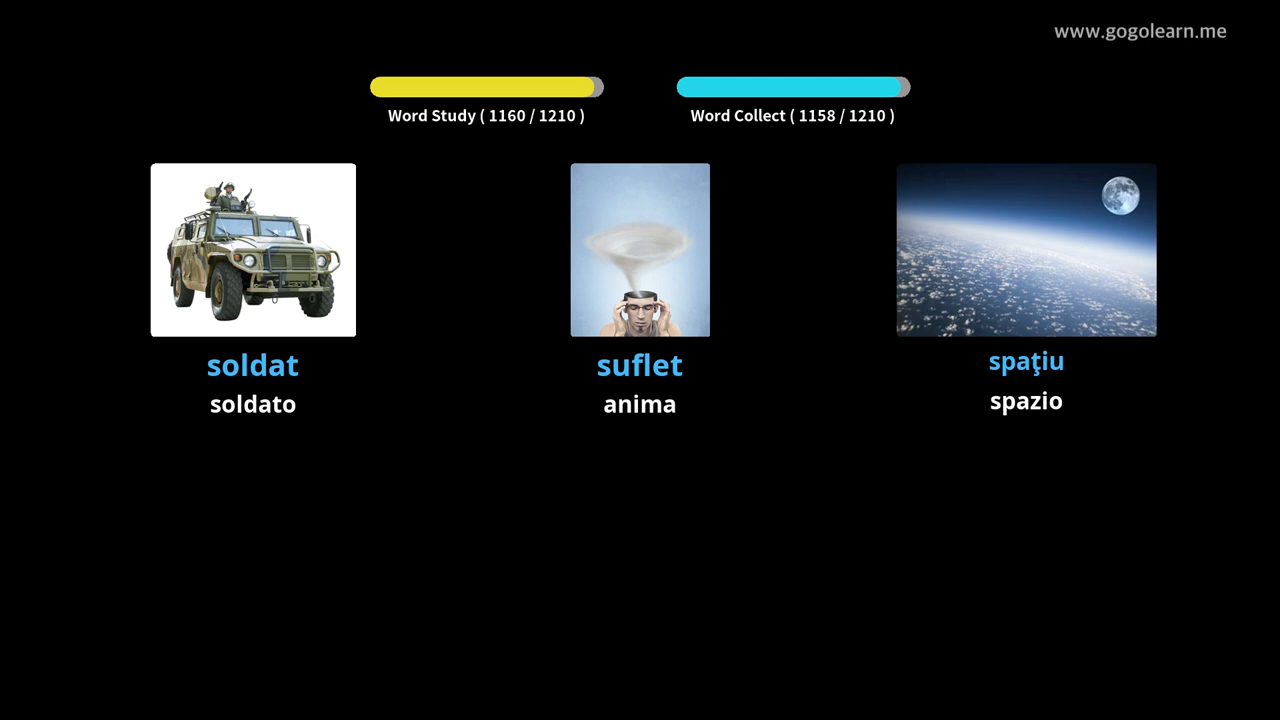 www.gogolearn.me
Word Study ( 1160 / 1210 )
Word Collect ( 1158 / 1210 )
soldat
soldato
suflet
anima
spaţiu
spazio